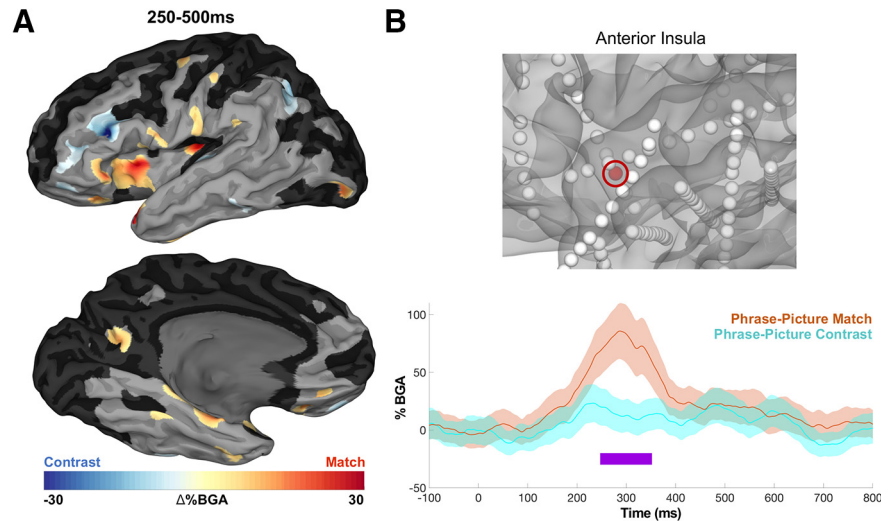 A
250-500ms
Contrast
Match
-30
Δ%BGA
30
B
Anterior Insula
Phrase-Picture Match
Phrase-Picture Contrast
% BGA
100
50
0
-50
-100
0
100
200
300
400
500
600
700
800
Time (ms)